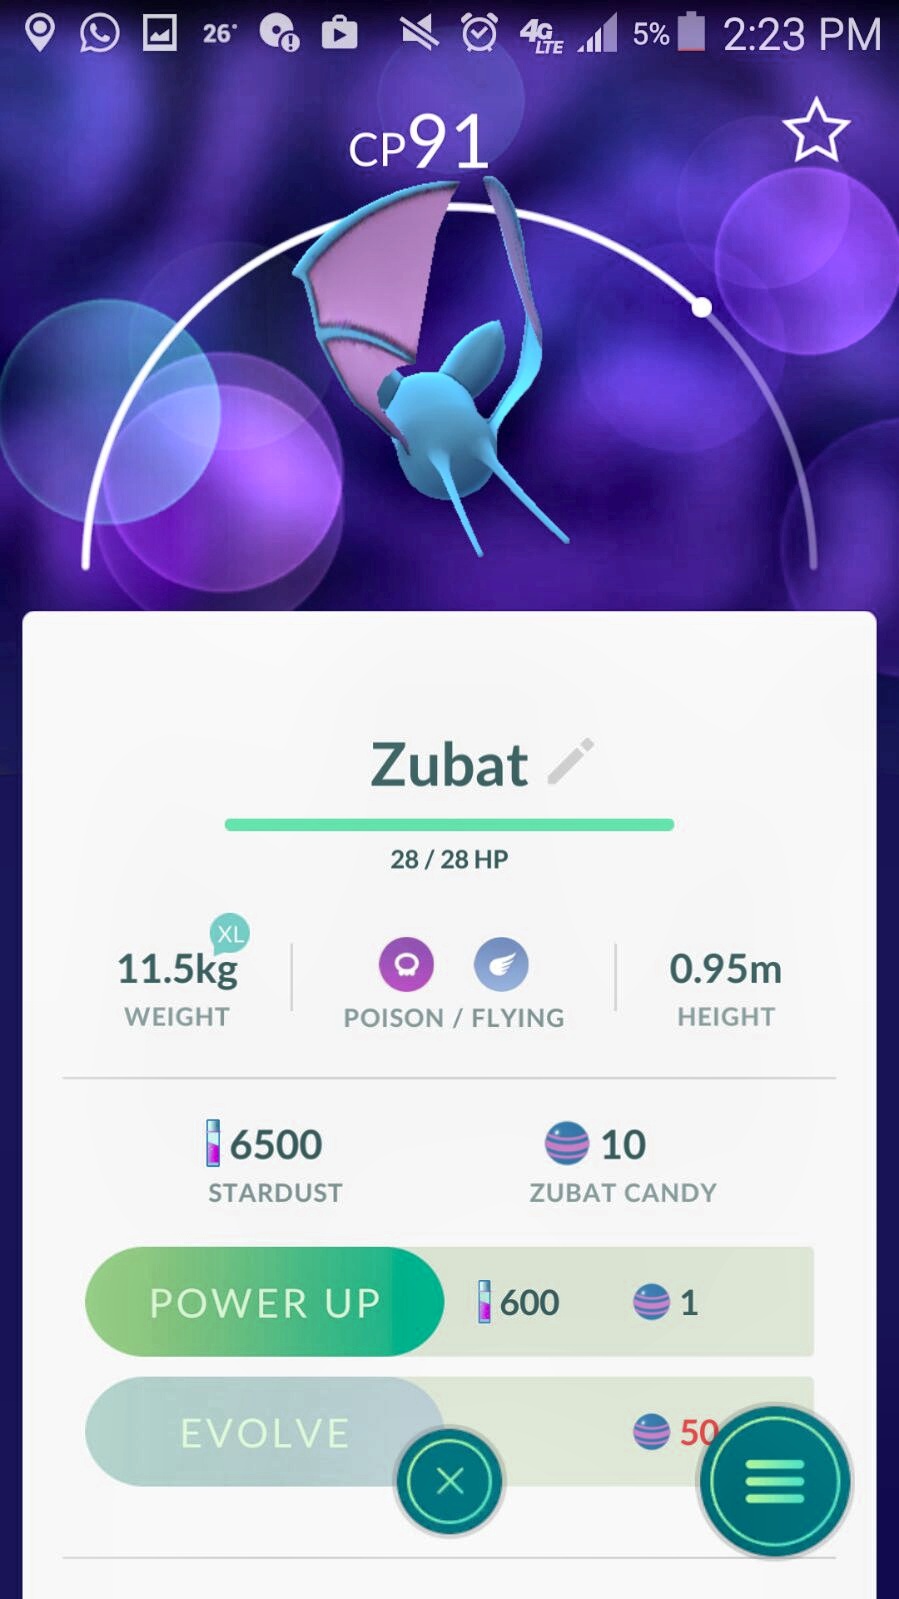 26° 4G LTE 5% 2:23 PM
CP91
Zubat
28 / 28 HP
XL
11.5kg 0.95m
WEIGHT POISON / FLYING HEIGHT
6500 10
STARDUST ZUBAT CANDY
POWER UP 600 1
EVOLVE 50